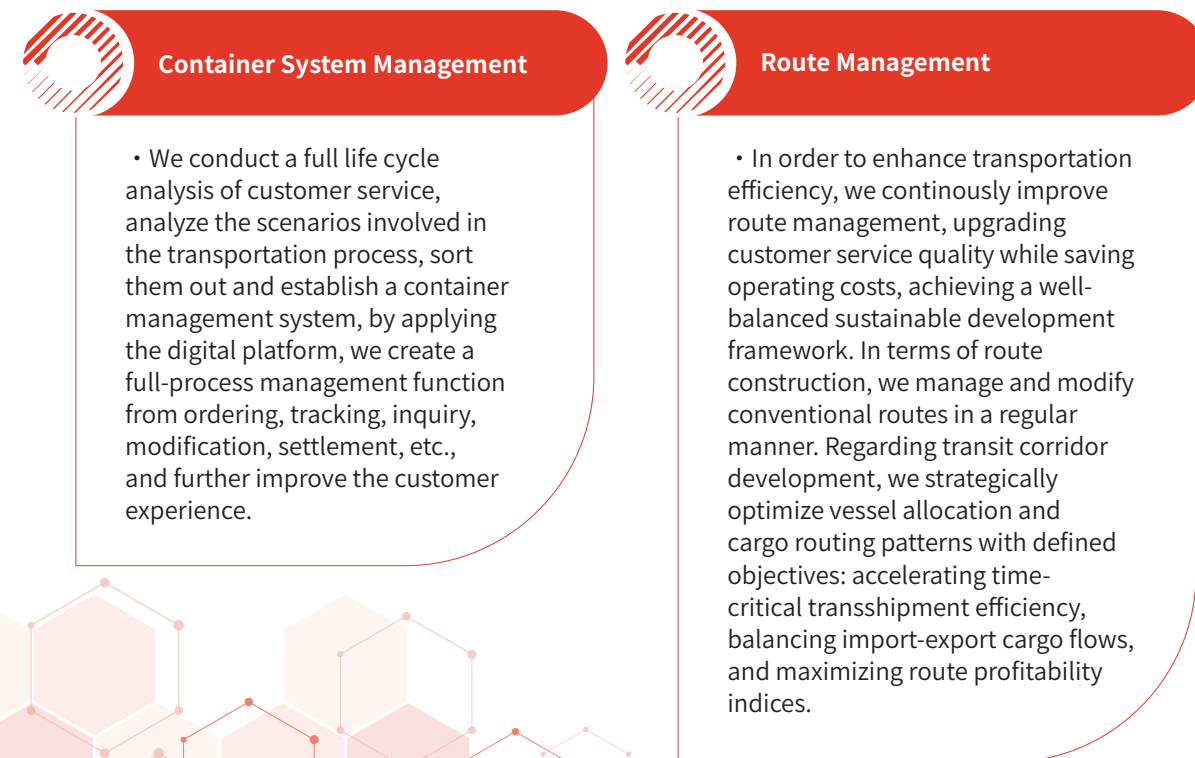 Container System Management
・We conduct a full life cycle
analysis of customer service,
analyze the scenarios involved in
the transportation process, sort
them out and establish a container
management system, by applying
the digital platform, we create a
full-process management function
from ordering, tracking, inquiry,
modification, settlement, etc.,
and further improve the customer
experience.
Route Management
・In order to enhance transportation
efficiency, we continously improve
route management, upgrading
customer service quality while saving
operating costs, achieving a well-
balanced sustainable development
framework. In terms of route
construction, we manage and modify
conventional routes in a regular
manner. Regarding transit corridor
development, we strategically
optimize vessel allocation and
cargo routing patterns with defined
objectives: accelerating time-
critical transshipment efficiency,
balancing import-export cargo flows,
and maximizing route profitability
indices.